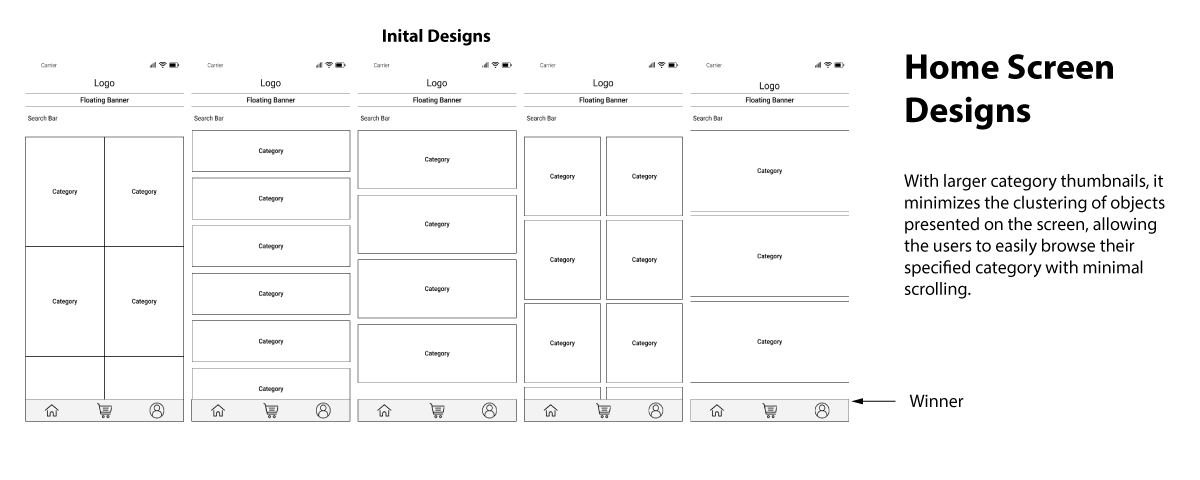 Inital Designs
Carrier
Logo
Floating Banner
Search Bar
Category
Category
Category
Category
Carrier
Logo
Floating Banner
Search Bar
Category
Category
Category
Category
Category
Category
Carrier
Logo
Floating Banner
Search Bar
Category
Category
Category
Category
Carrier
Logo
Floating Banner
Search Bar
Category
Category
Category
Category
Category
Category
Carrier
Logo
Floating Banner
Search Bar
Category
Category
Category
Home Screen
Designs
With larger category thumbnails, it
minimizes the clustering of objects
presented on the screen, allowing
the users to easily browse their
specified category with minimal
scrolling.
Winner